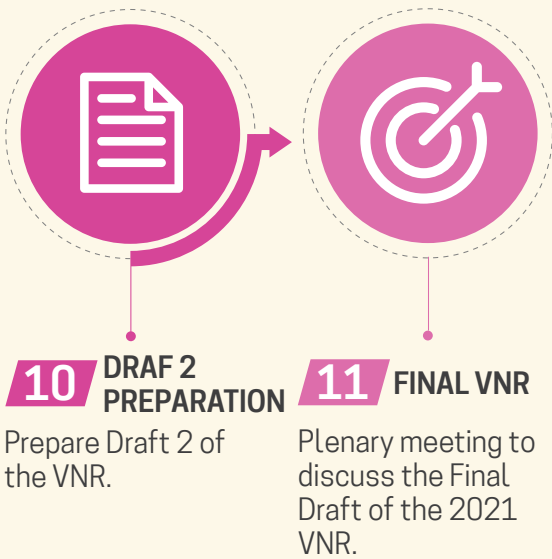 10 DRAF 2
PREPARATION
Prepare Draft 2 of
the VNR.
11 FINAL VNR
Plenary meeting to
discuss the Final
Draft of the 2021
VNR.